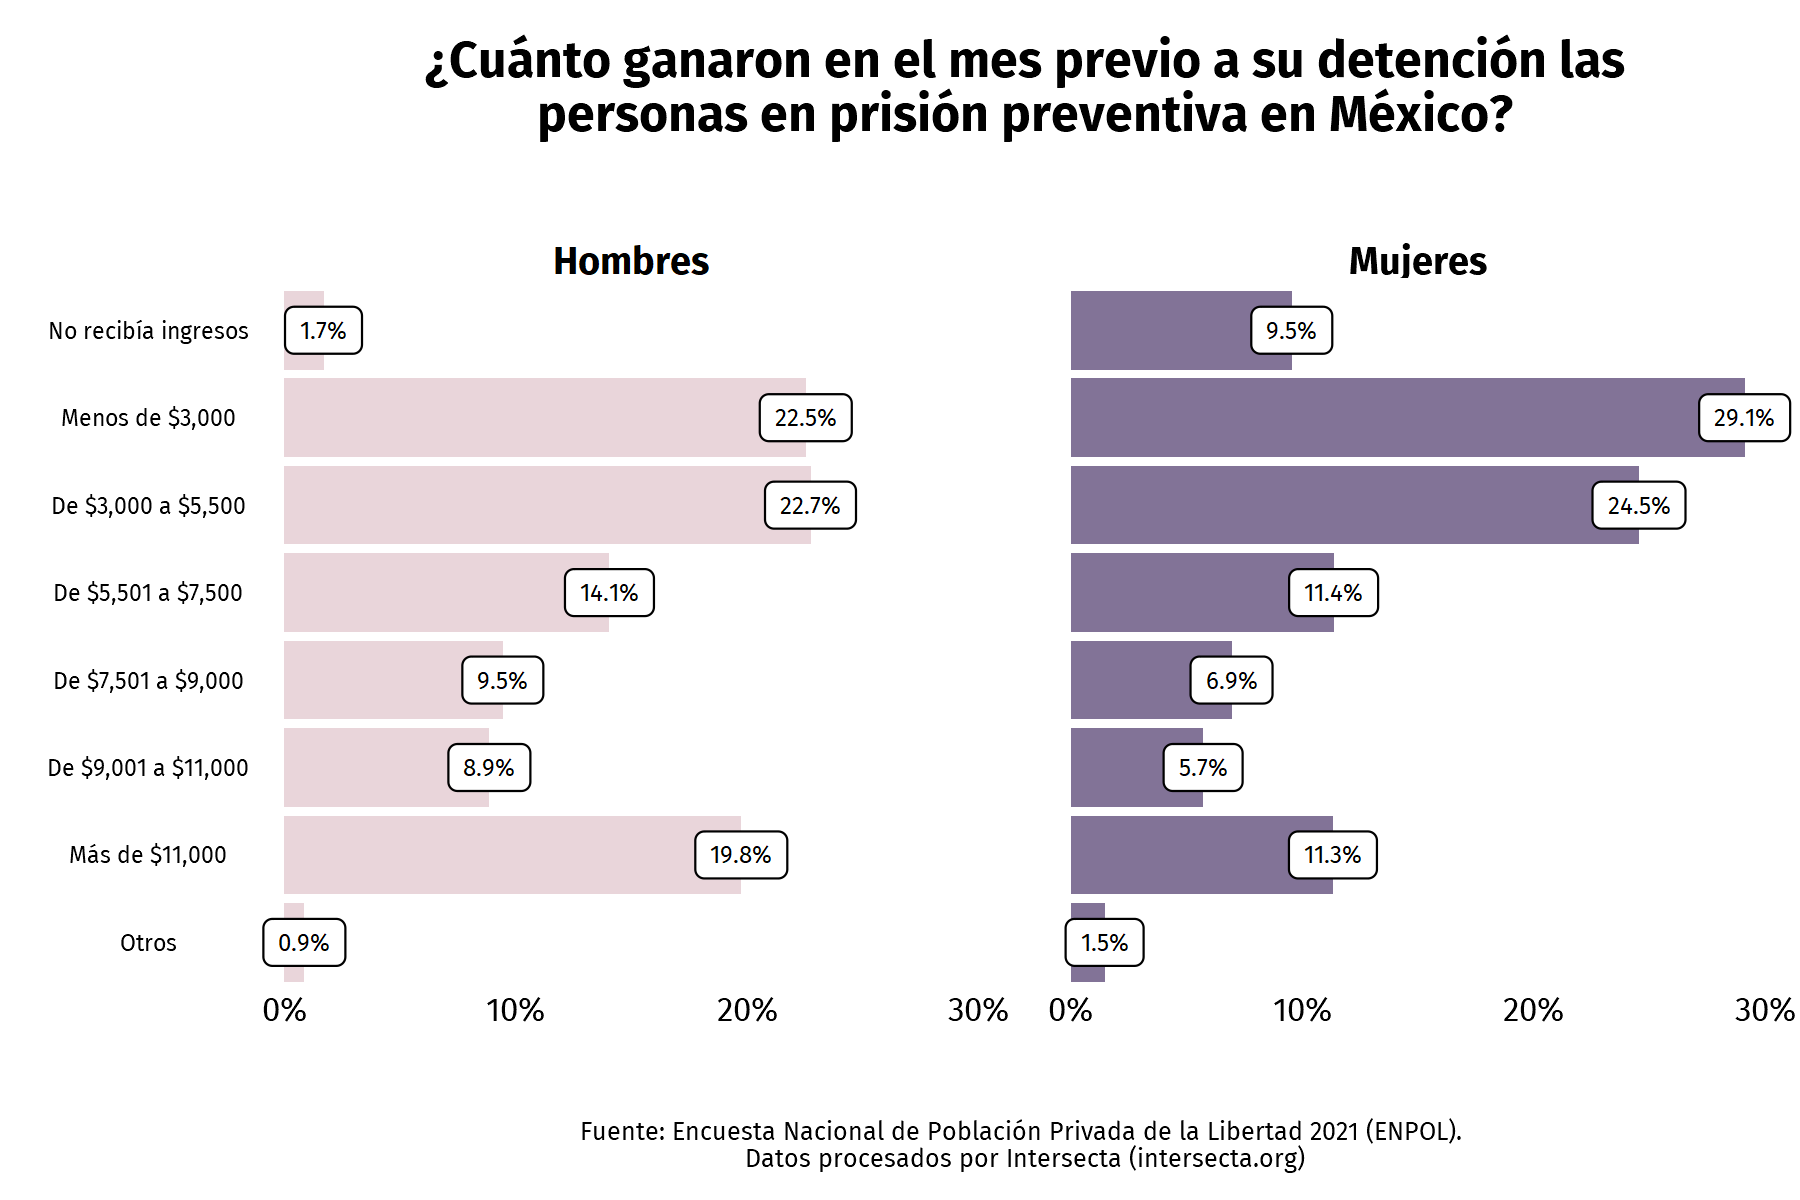 ¿Cuánto ganaron en el mes previo a su detención las
personas en prisión preventiva en México?
Hombres
Mujeres
No recibía ingresos
1.7%
9.5%
Menos de $3,000
22.5%
29.1%
De $3,000 a $5,500
22.7%
24.5%
De $5,501 a $7,500
14.1%
11.4%
De $7,501 a $9,000
9.5%
6.9%
De $9,001 a $11,000
8.9%
5.7%
Más de $11,000
19.8%
11.3%
Otros
0.9%
1.5%
0% 10% 20% 30%
0% 10% 20% 30%
Fuente: Encuesta Nacional de Población Privada de la Libertad 2021 (ENPOL).
Datos procesados por Intersecta (intersecta.org)